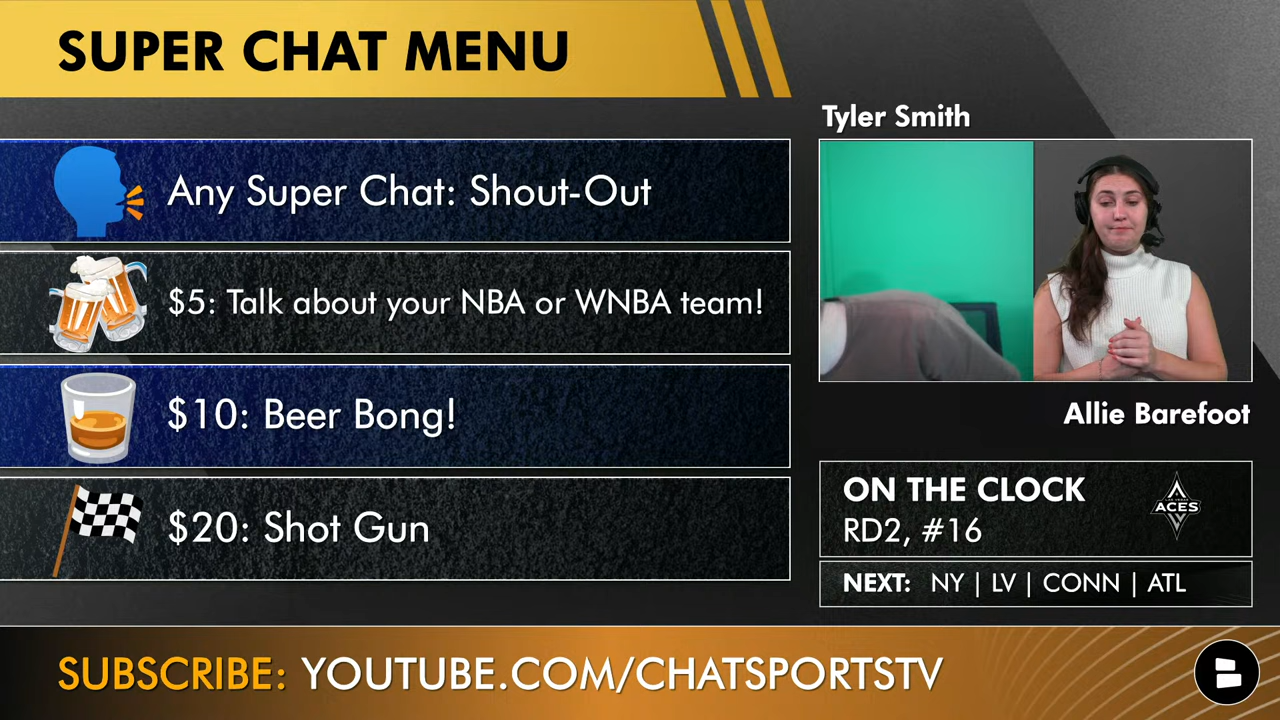 SUPER CHAT MENU
Tyler Smith
Any Super Chat: Shout-Out
$5: Talk about your NBA or WNBA team!
$10: Beer Bong!
$20: Shot Gun
Allie Barefoot
ON THE CLOCK
RD2, #16
LAS VEGAS
ACES
NEXT: NY | LV | CONN | ATL
SUBSCRIBE: YOUTUBE.COM/CHATSPORTSTV